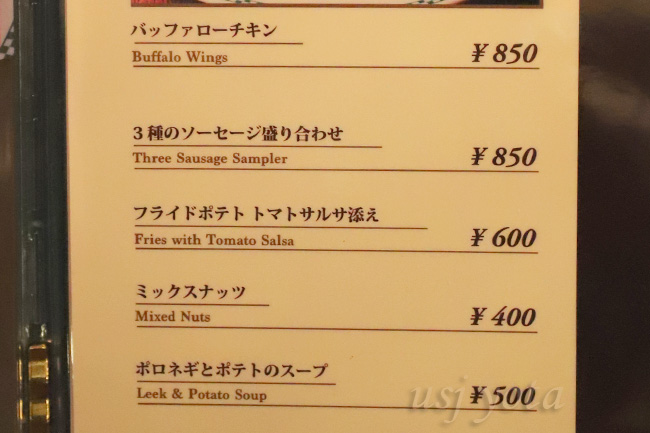 バッファローチキン
Buffalo Wings
¥850
3種のソーセージ盛り合わせ
Three Sausage Sampler
¥850
フライドポテト トマトサルサ添え
Fries with Tomato Salsa
¥600
ミックスナッツ
Mixed Nuts
¥400
ポロネギとポテトのスープ
Leek & Potato Soup
¥500
usj yota